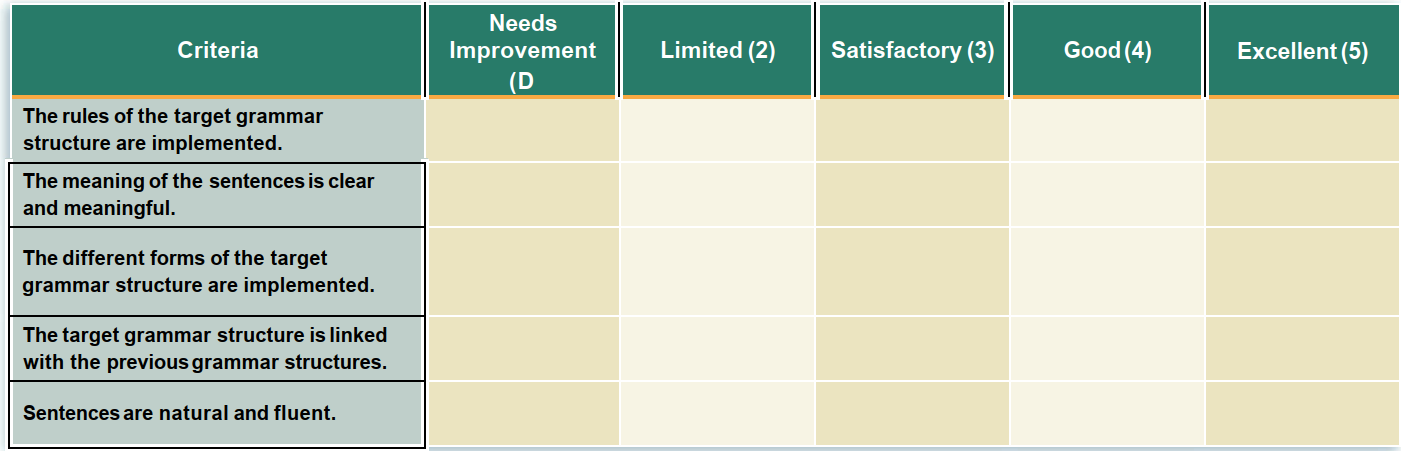 Criteria
Needs
Improvement
(D
Limited (2)
Satisfactory (3)
Good (4)
Excellent (5)
The rules of the target grammar
structure are implemented.
The meaning of the sentences is clear
and meaningful.
The different forms of the target
grammar structure are implemented.
The target grammar structure is linked
with the previous grammar structures.
Sentences are natural and fluent.